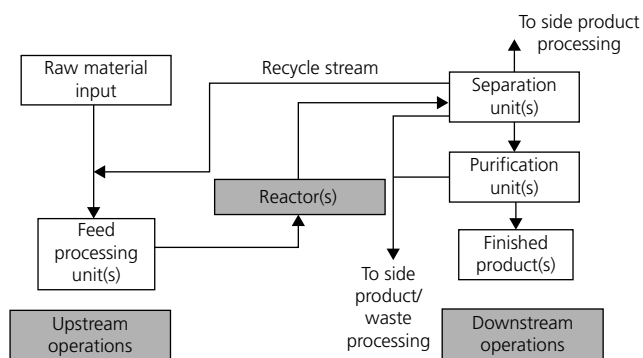 To side product
processing
Raw material
input
Recycle stream
Separation
unit(s)
Purification
unit(s)
Reactor(s)
Feed
processing
unit(s)
Finished
product(s)
To side
product/
waste
processing
Upstream
operations
Downstream
operations